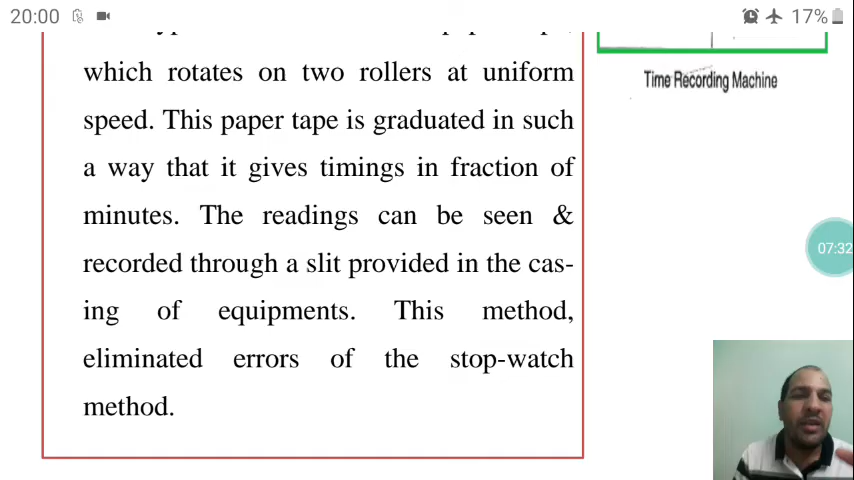 20:00
17%
which rotates on two rollers at uniform
speed. This paper tape is graduated in such
a way that it gives timings in fraction of
minutes. The readings can be seen &
recorded through a slit provided in the cas-
ing of equipments. This method,
eliminated errors of the stop-watch
method.
Time Recording Machine
07:32